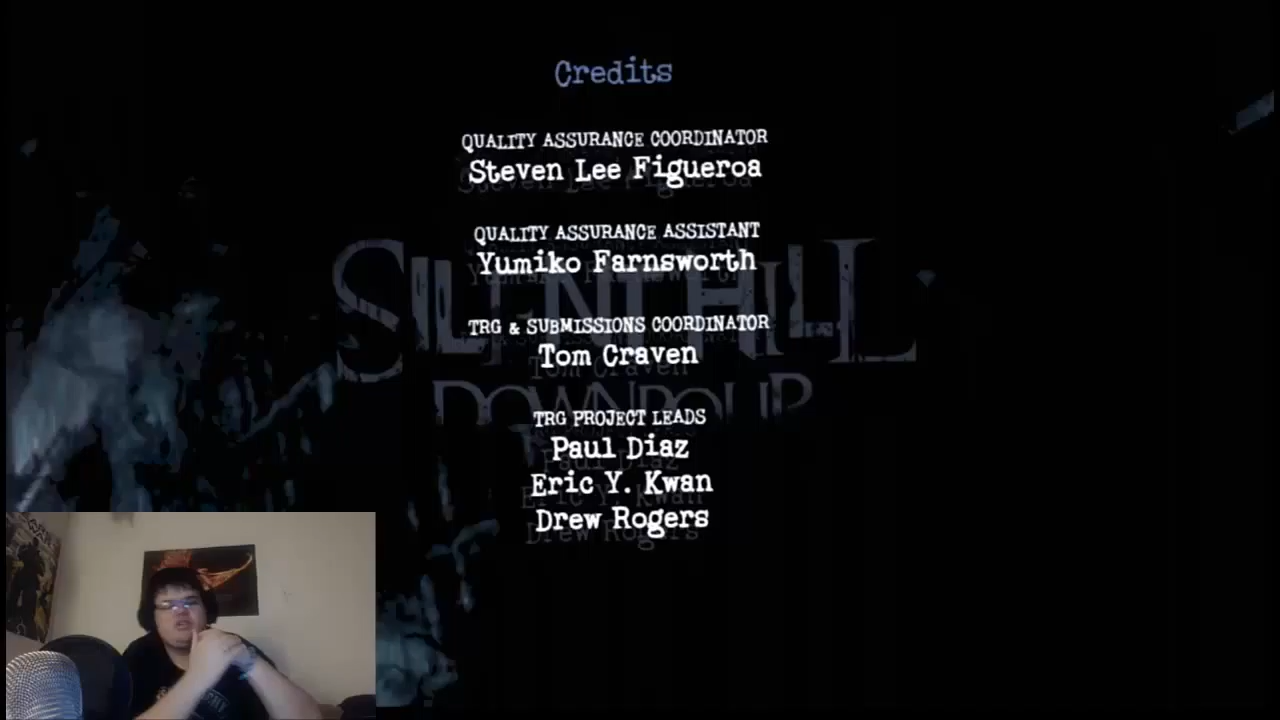 Credits
QUALITY ASSURANCE COORDINATOR
Steven Lee Figueroa
QUALITY ASSURANCE ASSISTANT
Yumiko Farnsworth
SILENT HILL
DOWNPOUR
TRG & SUBMISSIONS COORDINATOR
Tom Craven
TRG PROJECT LEADS
Paul Diaz
Eric Y. Kwan
Drew Rogers